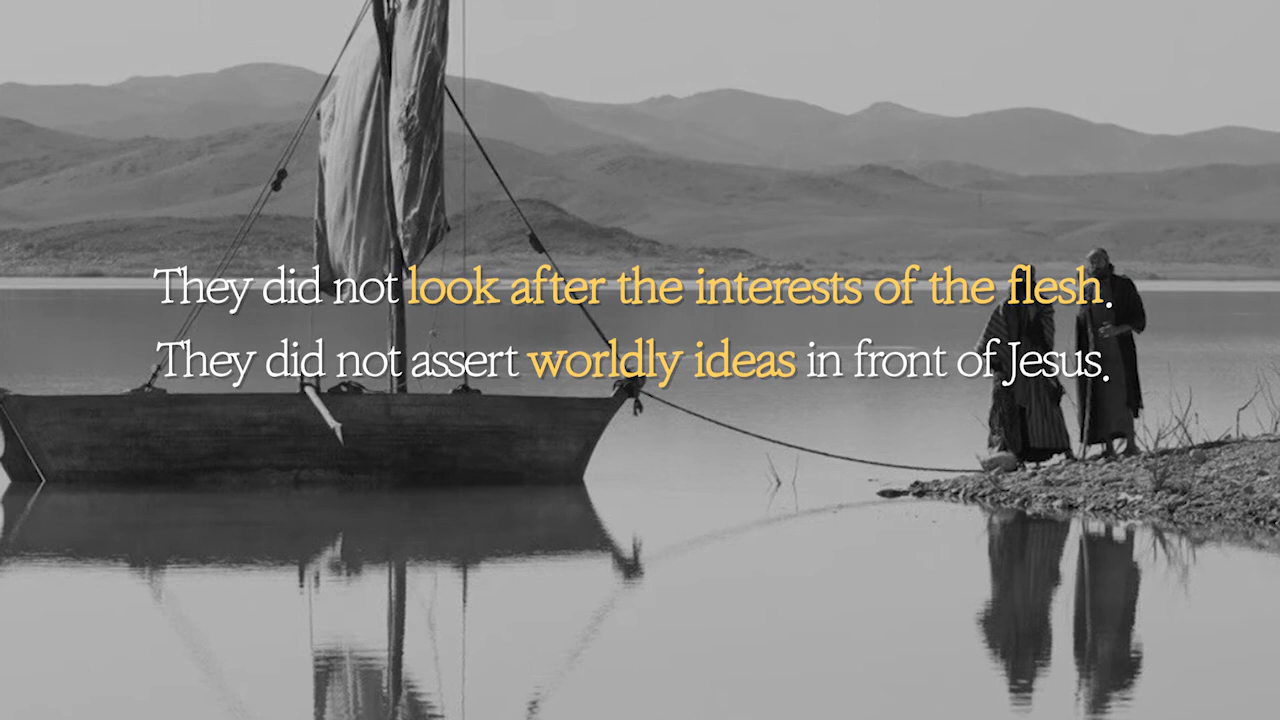 They did not look after the interests of the flesh.
They did not assert worldly ideas in front of Jesus.